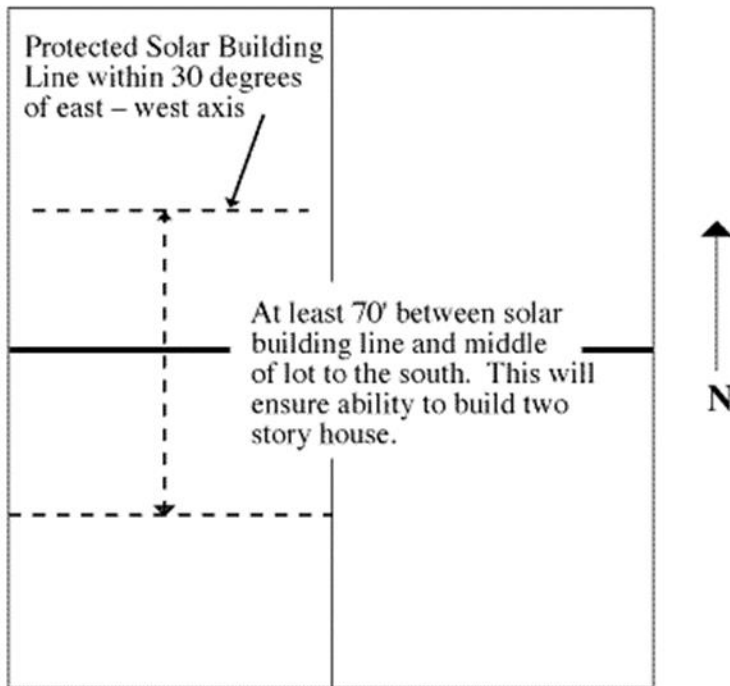 Protected Solar Building
Line within 30 degrees
of east – west axis
At least 70' between solar
building line and middle
of lot to the south. This will
ensure ability to build two
story house.
N